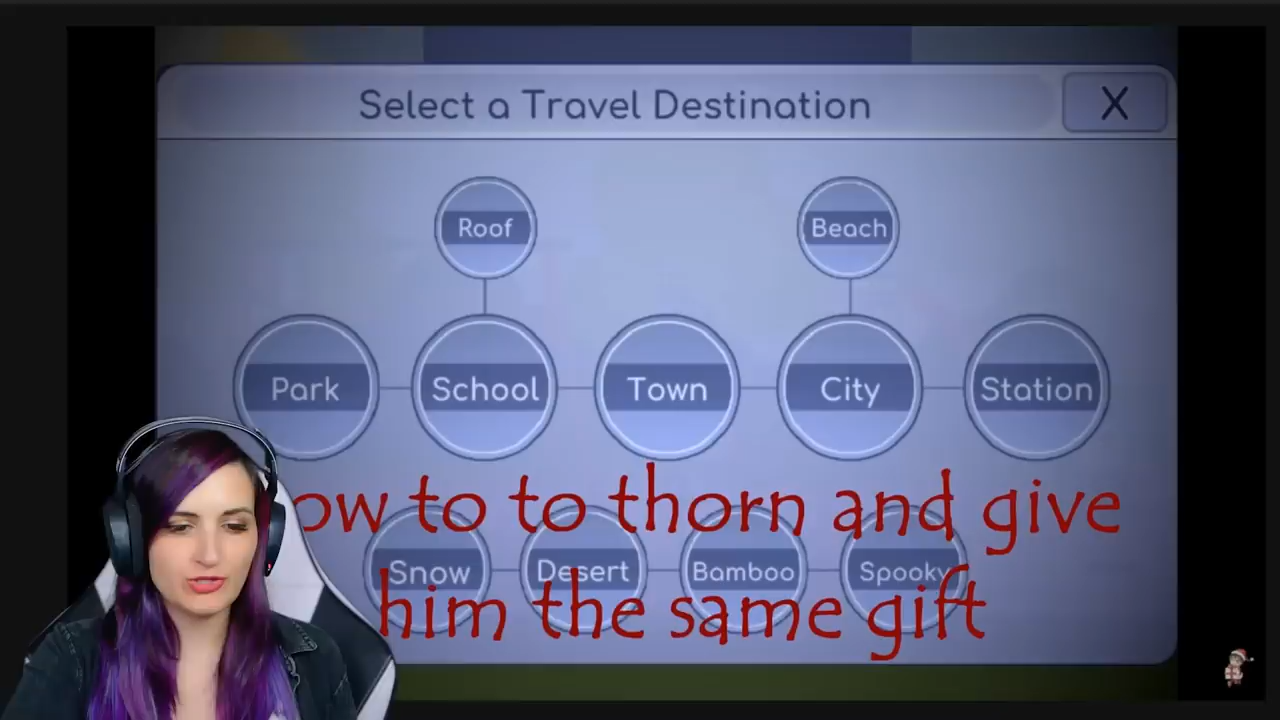 Select a Travel Destination X
Roof Beach
Park School Town City Station
ow to to thorn and give
Snow Desert Bamboo Spooky
him the same gift